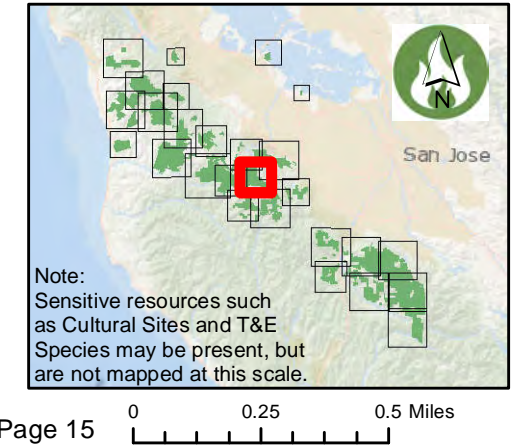 N
San Jose
Note:
Sensitive resources such
as Cultural Sites and T&E
Species may be present, but
are not mapped at this scale.
Page 15
0 0.25 0.5 Miles